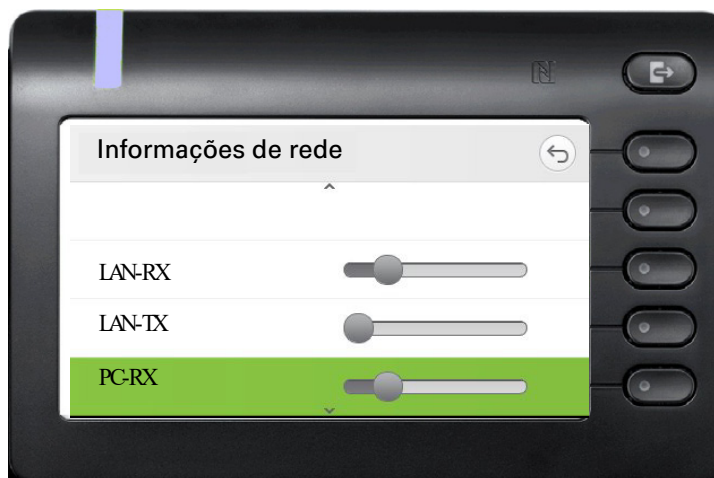 Informações de rede
LAN-RX
LAN-TX
PC-RX